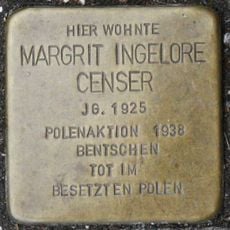 HIER WOHNTE
MARGRIT INGELORE
CENSER
JG. 1925
POLENAKTION 1938
BENTSCHEN
TOT IM
BESETZTEN POLEN